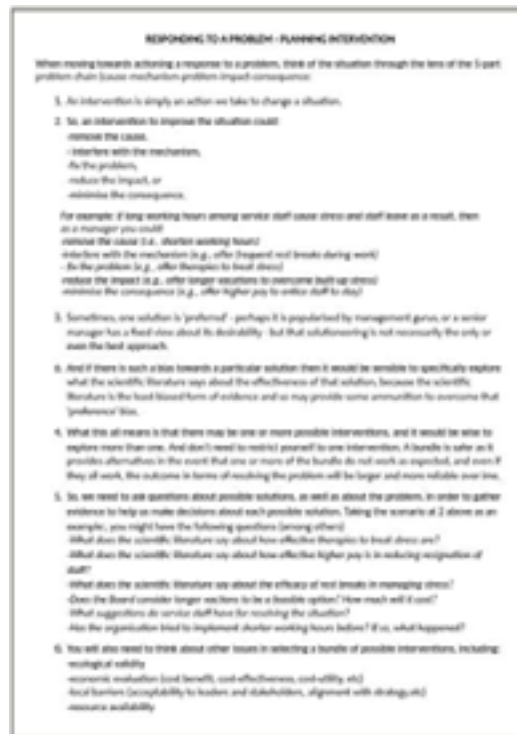 RESPONDING TO A PROBLEM - PLANNING INTERVENTION
When moving towards actioning a response to a problem, think of the situation through the lens of the 5-part
problem chain (cause-mechanism-problem-impact-consequence:
1. An intervention is simply an action we take to change a situation.
2. So, an intervention to improve the situation could:
-remove the cause,
- interfere with the mechanism,
-fix the problem,
-reduce the impact, or
-minimise the consequence.
For example: if long working hours among service staff cause stress and staff leave as a result, then
as a manager you could:
-remove the cause (i.e., shorten working hours)
-interfere with the mechanism (e.g., offer frequent rest breaks during work)
- fix the problem (e.g., offer therapies to treat stress)
-reduce the impact (e.g., offer longer vacations to overcome built-up stress)
-minimise the consequence (e.g., offer higher pay to entice staff to stay)
3. Sometimes, one solution is 'preferred' - perhaps it is popularised by management gurus, or a senior
manager has a fixed view about its desirability - but that solutioneering is not necessarily the only or
even the best approach.
6. And if there is such a bias towards a particular solution then it would be sensible to specifically explore
what the scientific literature says about the effectiveness of that solution, because the scientific
literature is the least biased form of evidence and so may provide some ammunition to overcome that
'preference' bias.
4. What this all means is that there may be one or more possible interventions, and it would be wise to
explore more than one. And don't need to restrict yourself to one intervention. A bundle is safer as it
provides alternatives in the event that one or more of the bundle do not work as expected, and even if
they all work, the outcome in terms of resolving the problem will be larger and more reliable over time.
5. So, we need to ask questions about possible solutions, as well as about the problem, in order to gather
evidence to help us make decisions about each possible solution. Taking the scenario at 2 above as an
example:, you might have the following questions (among others)
-What does the scientific literature say about how effective therapies to treat stress are?
-What does the scientific literature say about how effective higher pay is in reducing resignation of
staff?
-What does the scientific literature say about the efficacy of rest breaks in managing stress?
-Does the Board consider longer vactions to be a feasible option? How much will it cost?
-What suggestions do service staff have for resolving the situation?
-Has the organisation tried to implement shorter working hours before? If so, what happened?
6. You will also need to think about other issues in selecting a bundle of possible interventions, including:
-ecological validity
-economic evaluation (cost benefit, cost-effectiveness, cost-utility, etc)
-local barriers (acceptability to leaders and stakeholders, alignment with strategy,etc)
-resource availability